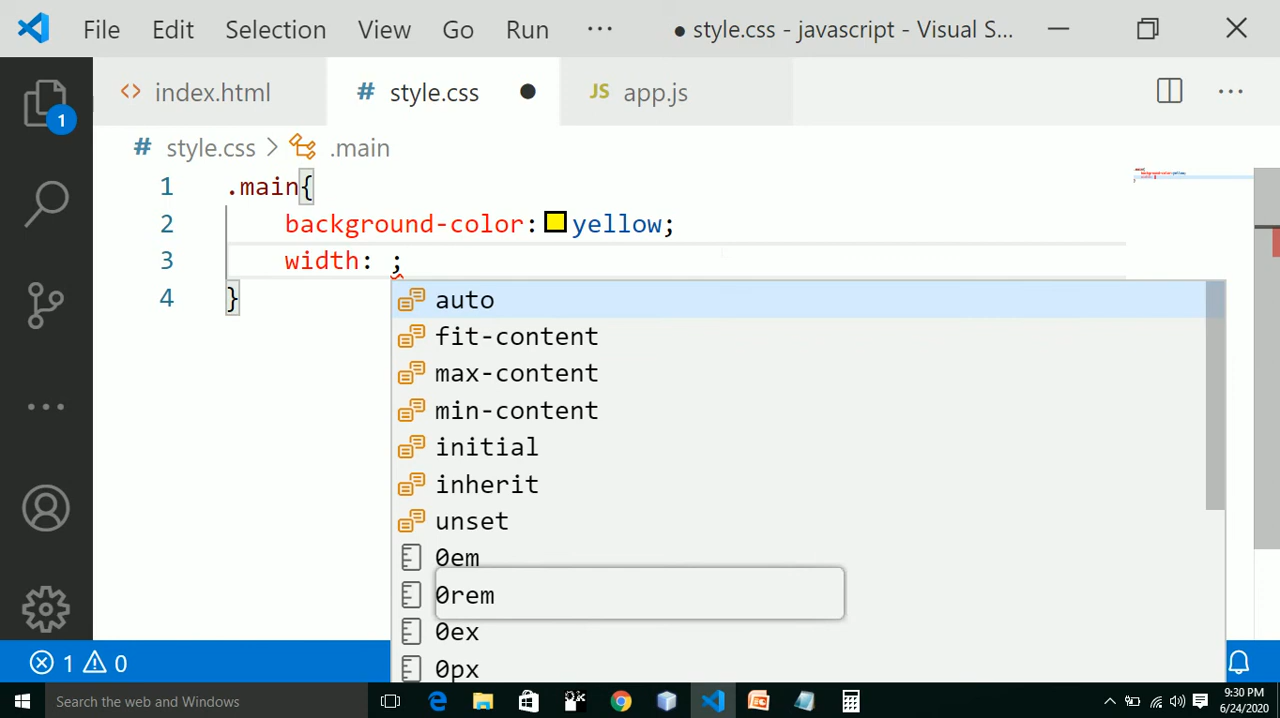 File Edit Selection View Go Run ··· ● style.css - javascript - Visual S...
<> index.html # style.css ● JS app.js ···
# style.css > .main
1 .main{
2 background-color:yellow;
3 width: ;
4 }
1
auto
fit-content
max-content
min-content
initial
inherit
unset
0em
0rem
0ex
0px
1 0
Search the web and Windows
9:30 PM
6/24/2020